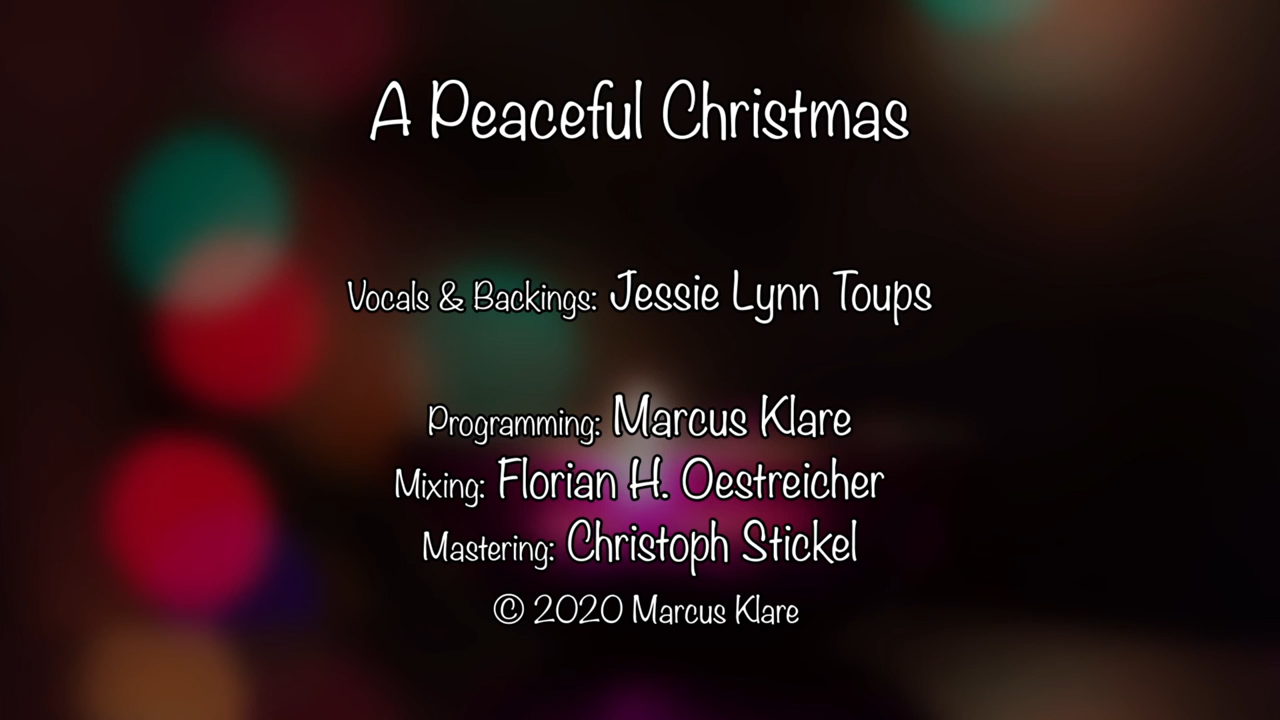 A Peaceful Christmas
Vocals & Backings: Jessie Lynn Toups
Programming: Marcus Klare
Mixing: Florian H. Oestreicher
Mastering: Christoph Stickel
© 2020 Marcus Klare